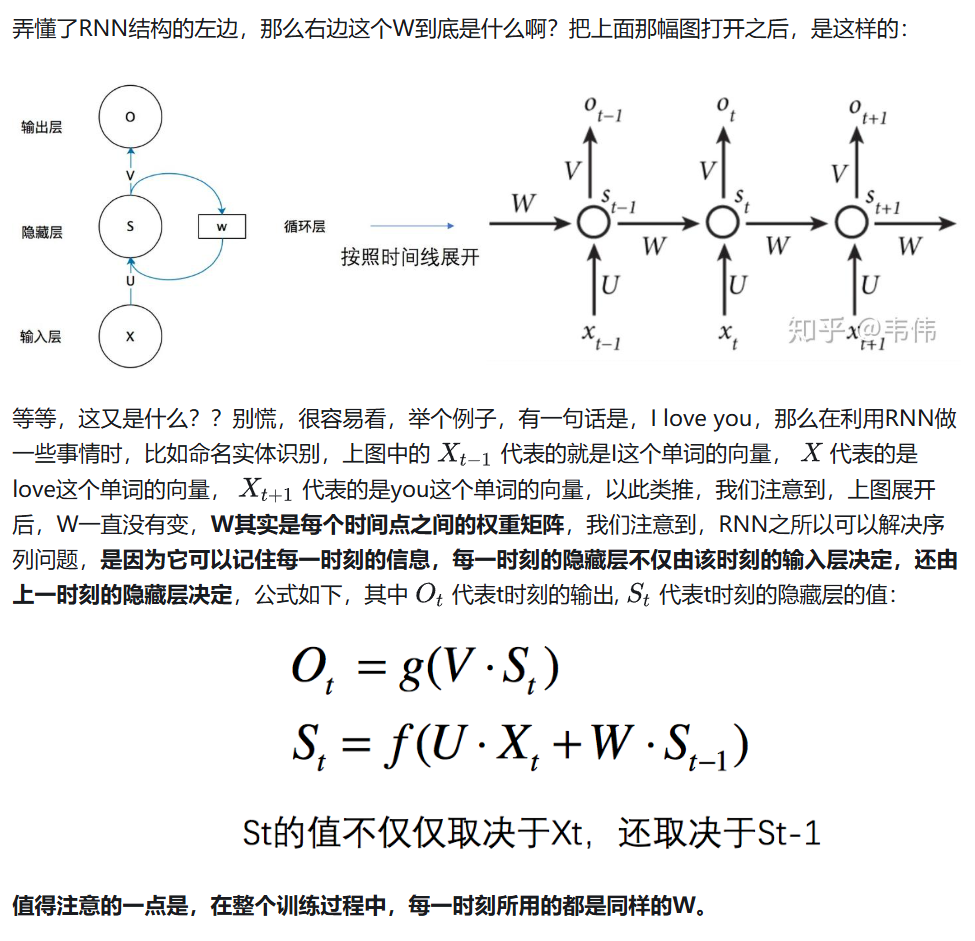 弄懂了RNN结构的左边，那么右边这个W到底是什么啊？把上面那幅图打开之后，是这样的：
输出层
O
V
隐藏层
S
W
循环层
U
输入层
X
按照时间线展开
O_{t-1} O_t O_{t+1}
V V V
W S_{t-1} S_t S_{t+1}
W W W
U U U
x_{t-1} x_t x_{t+1}
知乎 @韦伟
等等，这又是什么？？别慌，很容易看，举个例子，有一句话是，I love you，那么在利用RNN做
一些事情时，比如命名实体识别，上图中的 X_{t-1} 代表的就是I这个单词的向量， X 代表的是
love这个单词的向量， X_{t+1} 代表的是you这个单词的向量，以此类推，我们注意到，上图展开
后，W一直没有变，W其实是每个时间点之间的权重矩阵，我们注意到，RNN之所以可以解决序
列问题，是因为它可以记住每一时刻的信息，每一时刻的隐藏层不仅由该时刻的输入层决定，还由
上一时刻的隐藏层决定，公式如下，其中 O_t 代表t时刻的输出, S_t 代表t时刻的隐藏层的值：
O_t = g(V · S_t)
S_t = f(U · X_t + W · S_{t-1})
St的值不仅仅取决于Xt，还取决于St-1
值得注意的一点是，在整个训练过程中，每一时刻所用的都是同样的W。